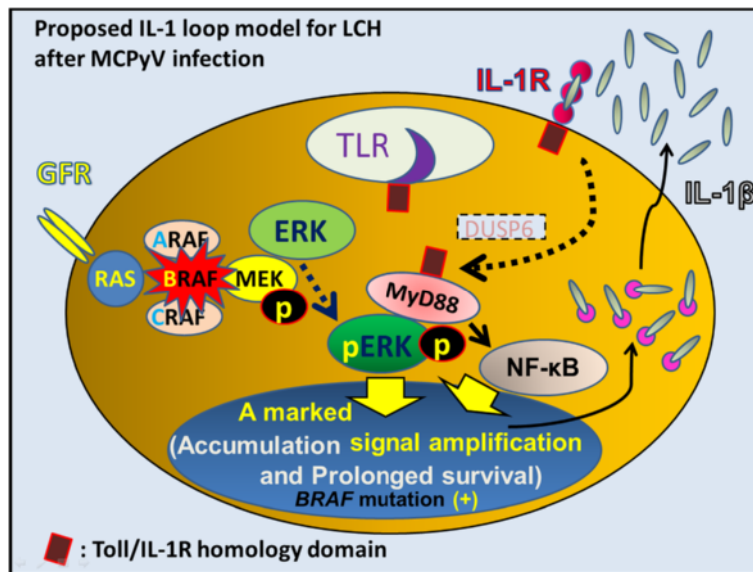 Proposed IL-1 loop model for LCH
after MCPyV infection
IL-1R
TLR
GFR
IL-1β
DUSP6
ARAF
ERK
RAS
BRAF
MEK
CRAF
p
MyD88
pERK
p
NF-κB
A marked
(Accumulation signal amplification
and Prolonged survival)
BRAF mutation (+)
: Toll/IL-1R homology domain